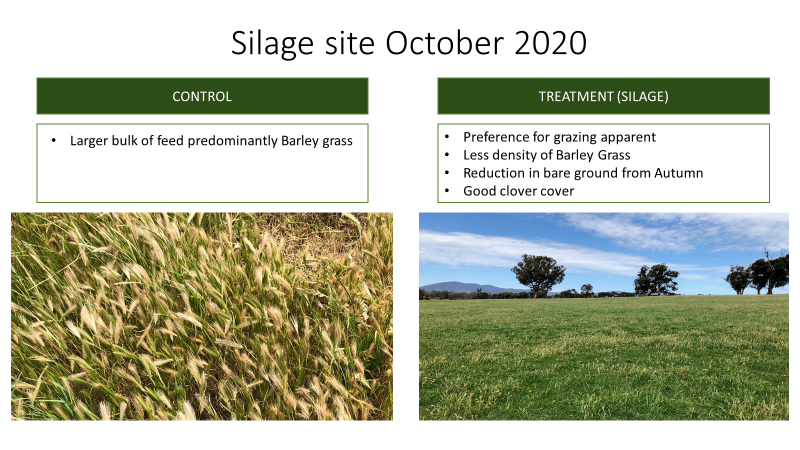 Silage site October 2020
CONTROL
• Larger bulk of feed predominantly Barley grass
TREATMENT (SILAGE)
• Preference for grazing apparent
• Less density of Barley Grass
• Reduction in bare ground from Autumn
• Good clover cover